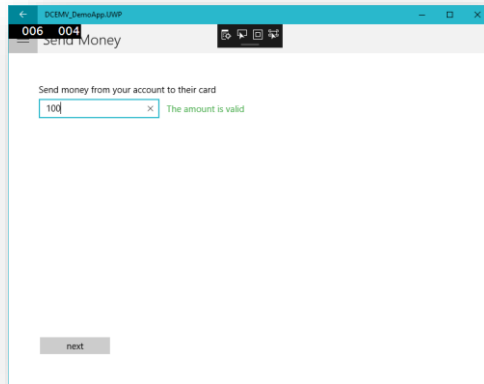 DCEMV_DemoApp.UWP
006 004
Send Money
Send money from your account to their card
100
The amount is valid
next